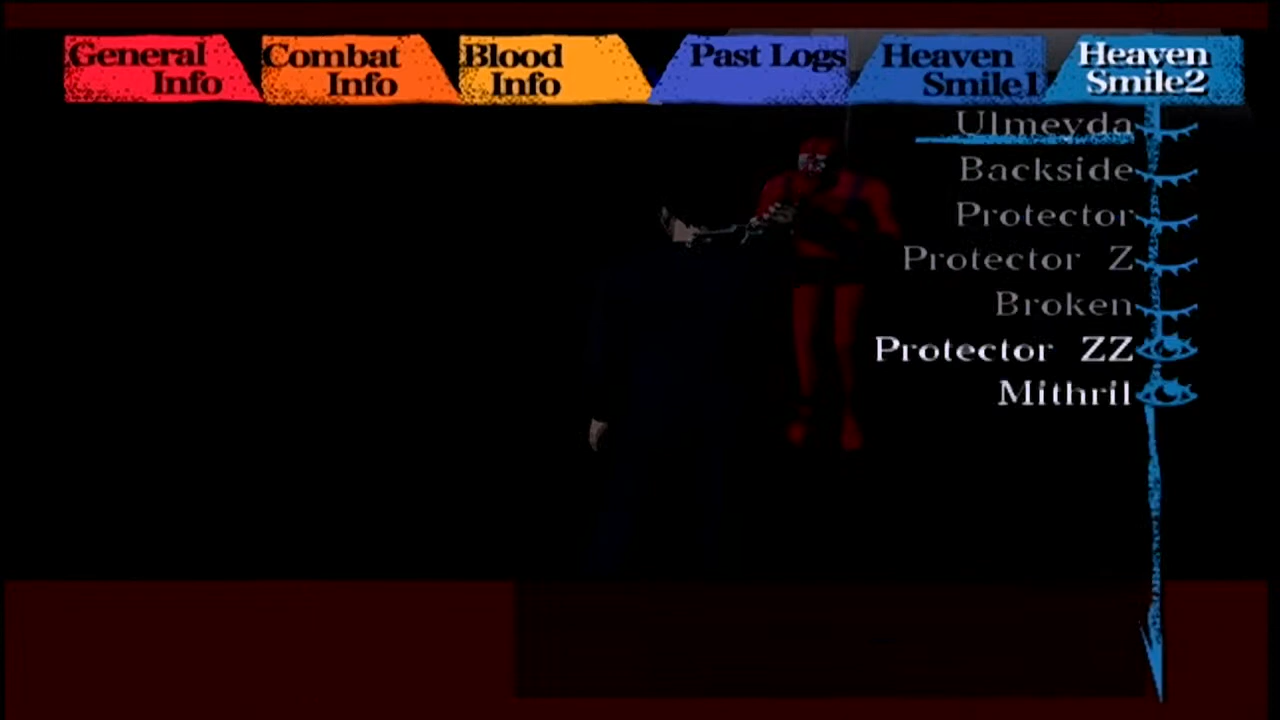 General
Info
Combat
Info
Blood
Info
Past Logs
Heaven
Smile1
Heaven
Smile2
Ulmeyda
Backside
Protector
Protector Z
Broken
Protector ZZ
Mithril